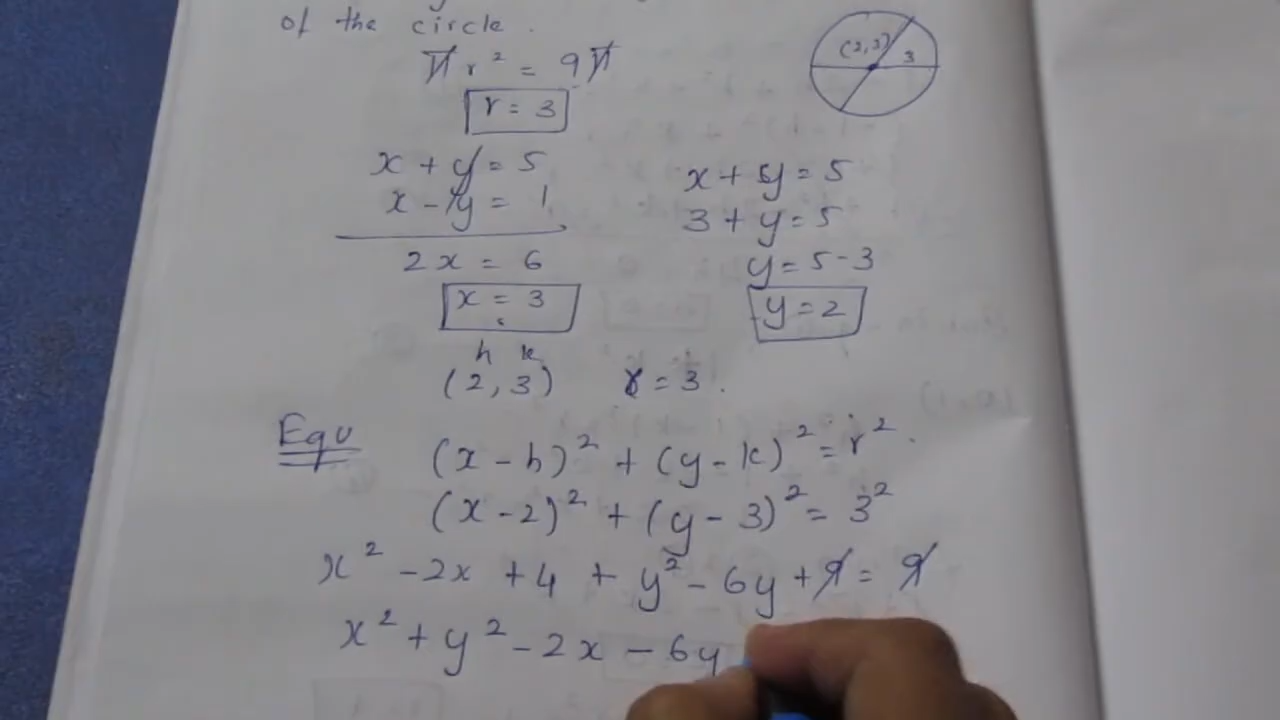 of the circle.
πr² = 9π
(2,3) 3
r = 3
x + y = 5
x - y = 1
2x = 6
x = 3
x + y = 5
3 + y = 5
y = 5 - 3
y = 2
h k
(2, 3) r = 3.
Equ (x - h)² + (y - k)² = r².
(x - 2)² + (y - 3)² = 3²
x² - 2x + 4 + y² - 6y + 9 = 9
x² + y² - 2x - 6y